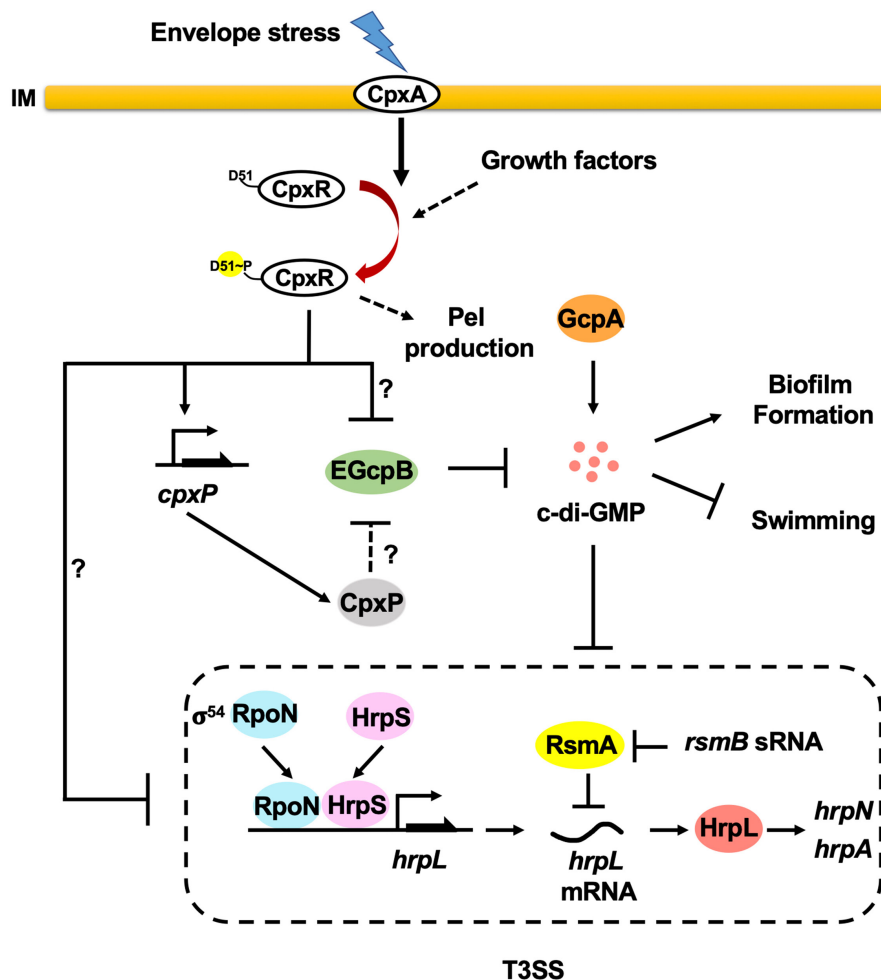 Envelope stress
IM
CpxA
Growth factors
D51
CpxR
D51~P
CpxR
Pel
production
GcpA
?
Biofilm
Formation
EGcpB
cpxP
c-di-GMP
Swimming
?
?
CpxP
σ54
RpoN
HrpS
RsmA
rsmB sRNA
RpoN
HrpS
HrpL
hrpN
hrpA
hrpL
hrpL
mRNA
T3SS